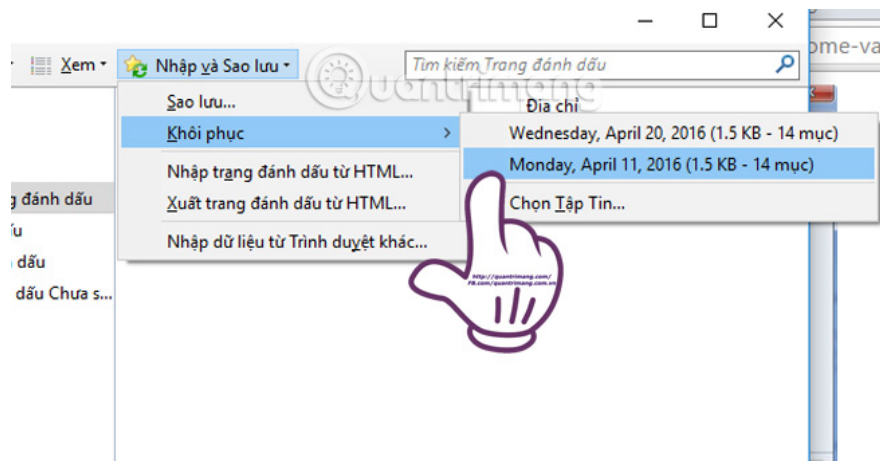 Xem
Nhập và Sao lưu
Tìm kiếm Trang đánh dấu
Quantrimang
ome-va
Sao lưu...
Địa chỉ
Khôi phục
Wednesday, April 20, 2016 (1.5 KB - 14 mục)
Monday, April 11, 2016 (1.5 KB - 14 mục)
Nhập trang đánh dấu từ HTML...
Xuất trang đánh dấu từ HTML...
Chọn Tập Tin...
Nhập dữ liệu từ Trình duyệt khác...
đánh dấu
dấu
dấu Chưa s...
http://quantrimang.com/
FB.com/quantrimang.com.vn